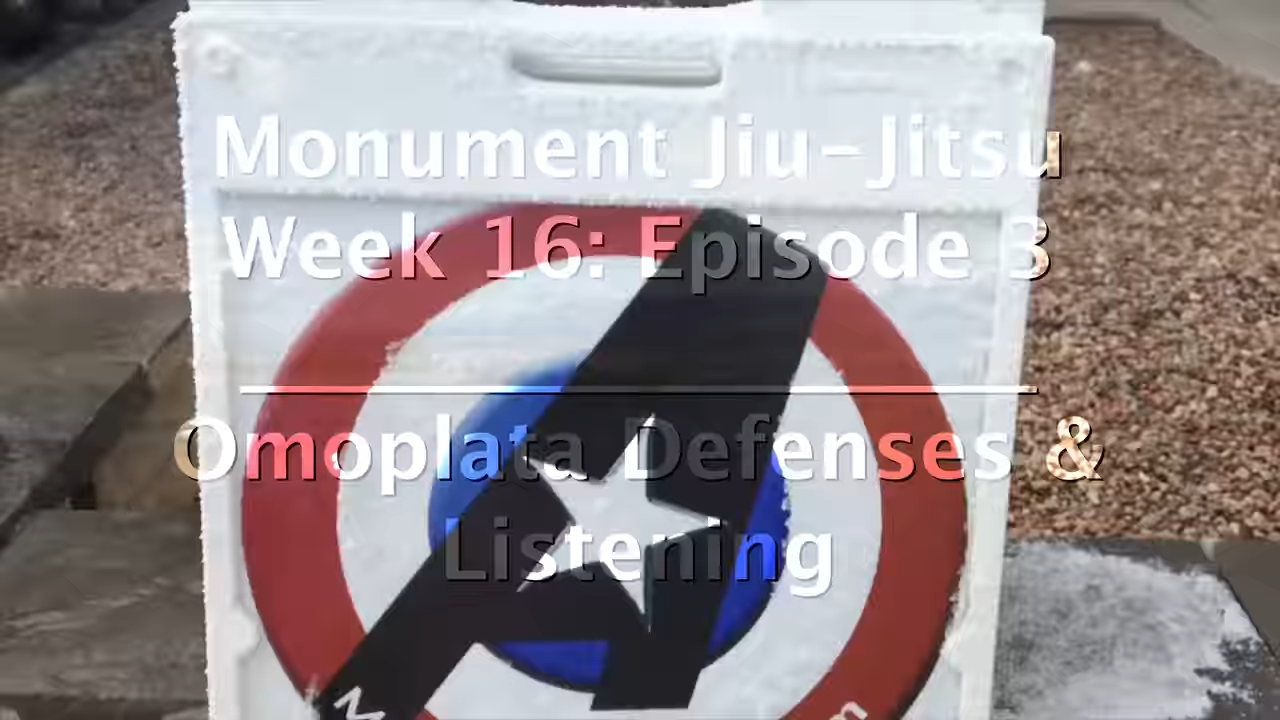 Monument Jiu-Jitsu
Week 16: Episode 3
Omoplata Defenses &
Listening